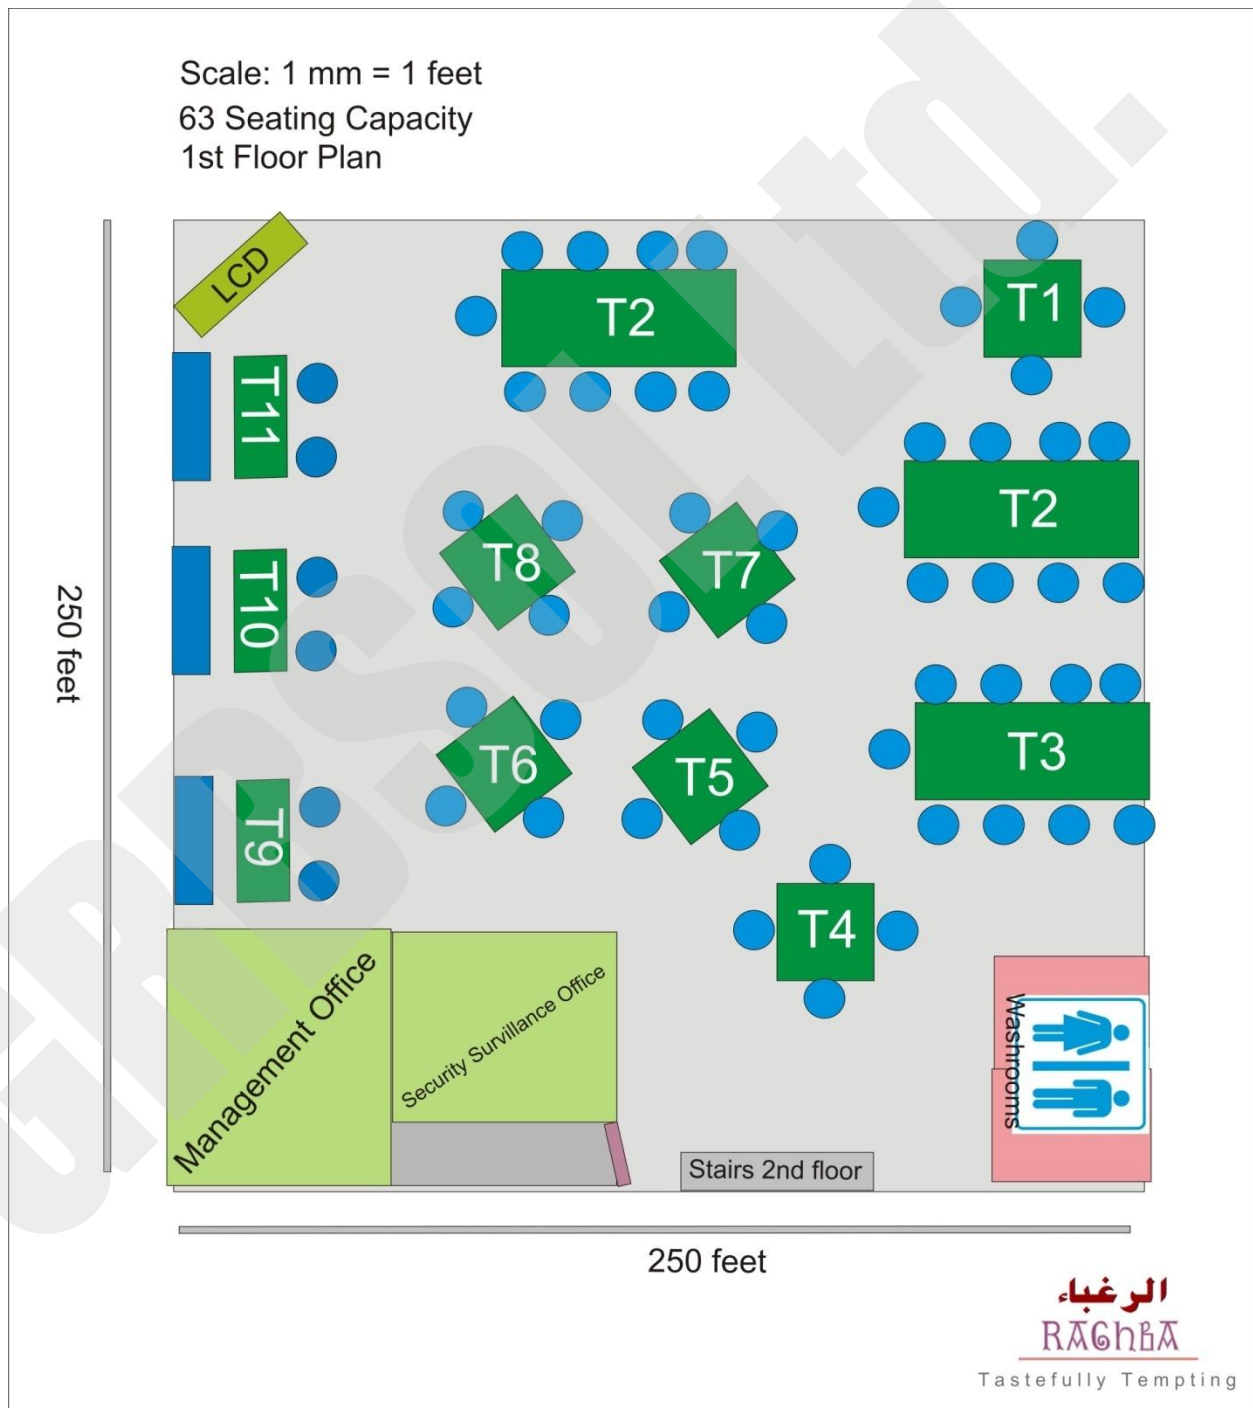 Scale: 1 mm = 1 feet
63 Seating Capacity
1st Floor Plan
LCD
T2
T1
T11
T2
T8
T7
T10
250 feet
T6
T5
T3
T9
T4
Management Office
Security Survillance Office
Washrooms
Stairs 2nd floor
250 feet
الرغباء
RAGHBA
Tastefully Tempting
GRBSol Ltd.